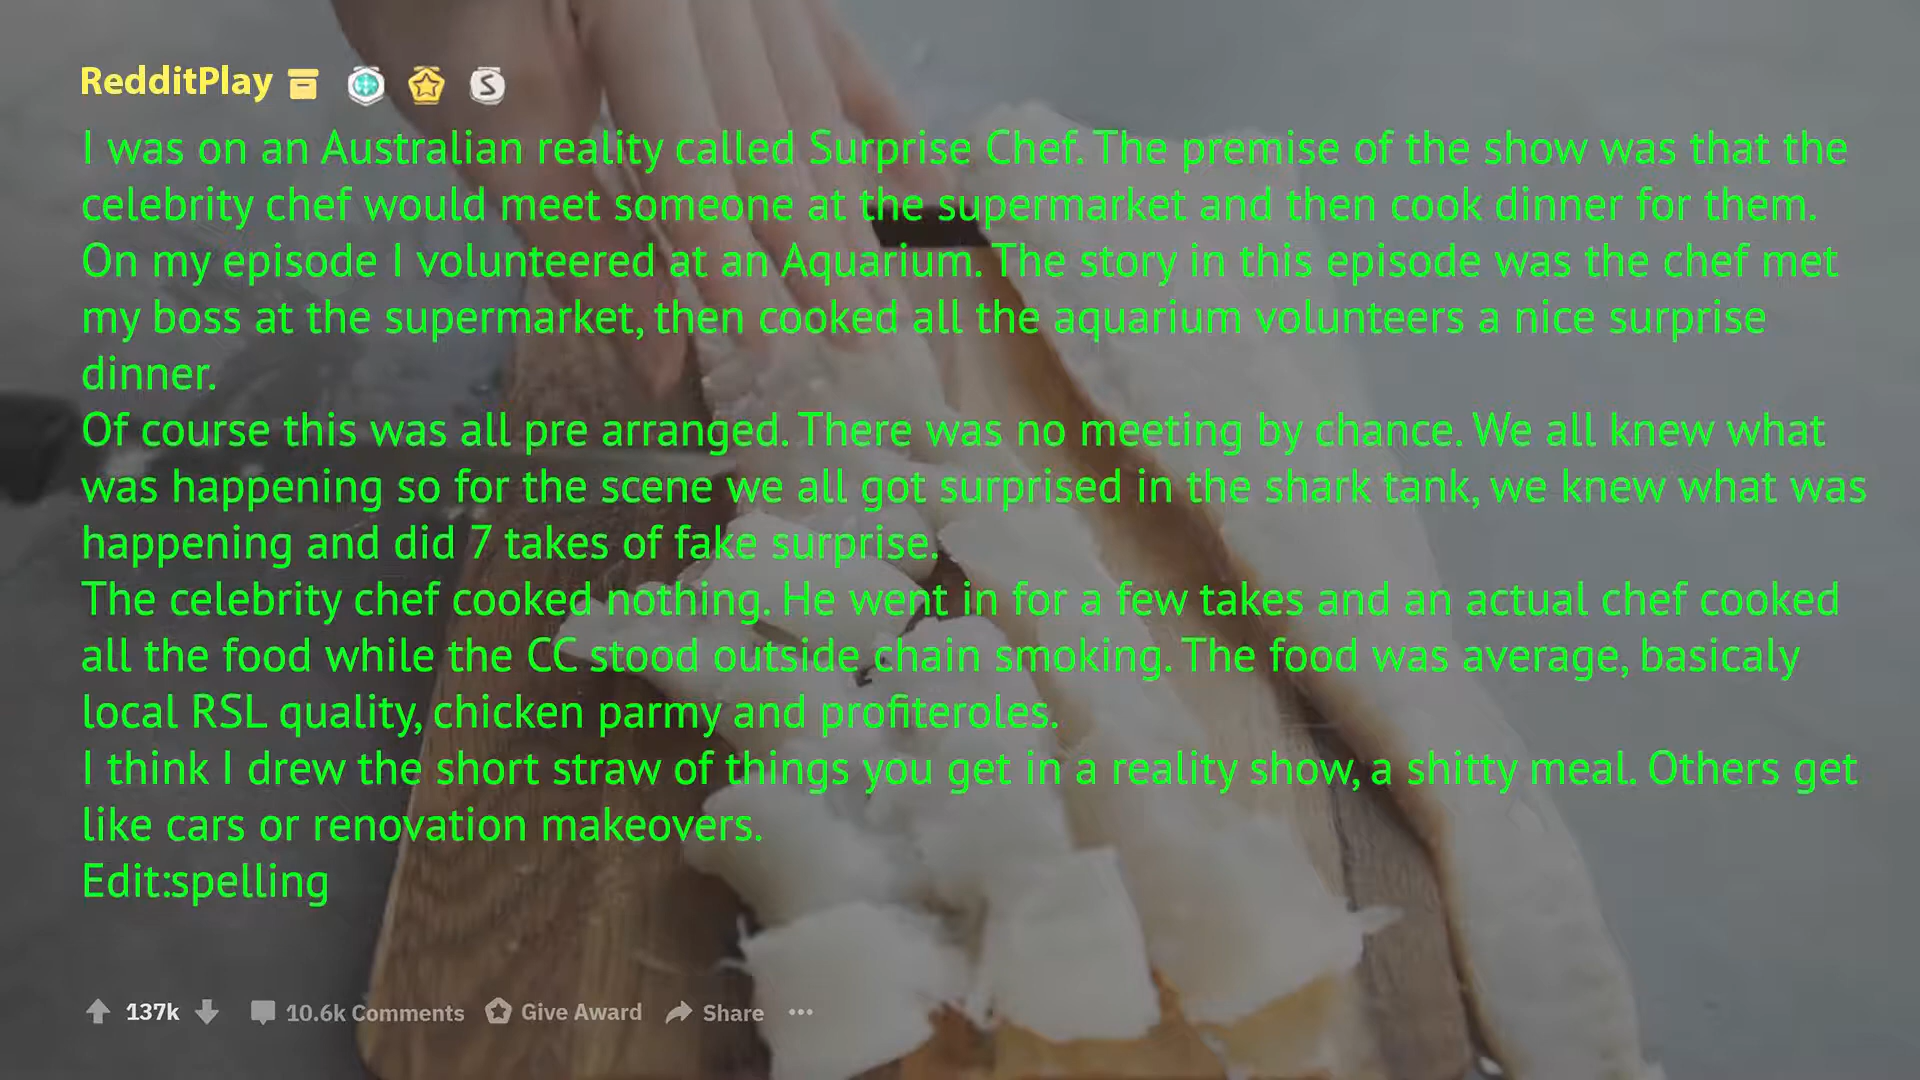 RedditPlay
I was on an Australian reality called Surprise Chef. The premise of the show was that the
celebrity chef would meet someone at the supermarket and then cook dinner for them.
On my episode I volunteered at an Aquarium. The story in this episode was the chef met
my boss at the supermarket, then cooked all the aquarium volunteers a nice surprise
dinner.
Of course this was all pre arranged. There was no meeting by chance. We all knew what
was happening so for the scene we all got surprised in the shark tank, we knew what was
happening and did 7 takes of fake surprise.
The celebrity chef cooked nothing. He went in for a few takes and an actual chef cooked
all the food while the CC stood outside chain smoking. The food was average, basicaly
local RSL quality, chicken parmy and profiteroles.
I think I drew the short straw of things you get in a reality show, a shitty meal. Others get
like cars or renovation makeovers.
Edit:spelling
137k 10.6k Comments Give Award Share ...